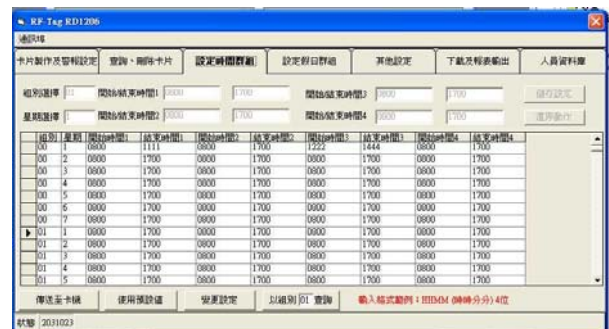 RF-Tag RD1206
通訊埠
卡片製作及警報設定 查詢、刪除卡片 設定時間群組 設定假日群組 其他設定 下載及報表輸出 人員資料庫
組別選擇 01 開始/結束時間1 0800 1700 開始/結束時間3 0800 1700 儲存設定
星期選擇 1 開始/結束時間2 0800 1700 開始/結束時間4 0800 1700
組別 星期 開始時間1 結束時間1 開始時間2 結束時間2 開始時間3 結束時間3 開始時間4 結束時間4
00 1 0800 1111 0800 1700 1222 1444 0800 1700
00 2 0800 1700 0800 1700 0800 1700 0800 1700
00 3 0800 1700 0800 1700 0800 1700 0800 1700
00 4 0800 1700 0800 1700 0800 1700 0800 1700
00 5 0800 1700 0800 1700 0800 1700 0800 1700
00 6 0800 1700 0800 1700 0800 1700 0800 1700
00 7 0800 1700 0800 1700 0800 1700 0800 1700
01 1 0800 1700 0800 1700 0800 1700 0800 1700
01 2 0800 1700 0800 1700 0800 1700 0800 1700
01 3 0800 1700 0800 1700 0800 1700 0800 1700
01 4 0800 1700 0800 1700 0800 1700 0800 1700
01 5 0800 1700 0800 1700 0800 1700 0800 1700
傳送至卡機 使用預設值 變更設定 以組別 01 查詢 輸入格式範例：HHMM (時時分分) 4位
狀態 2031023